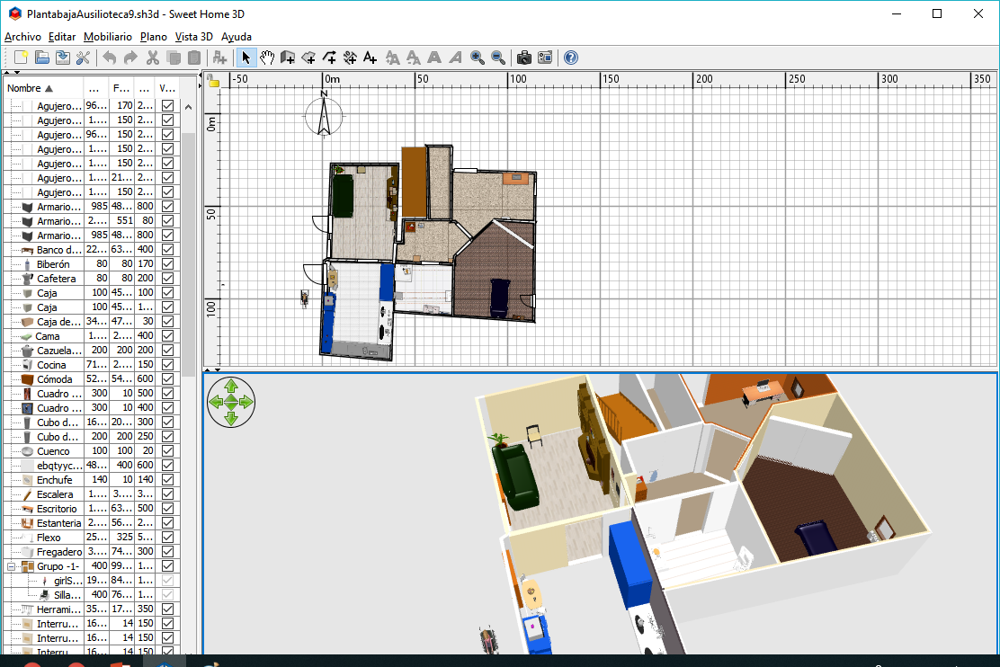 PlantabajaAusilioteca9.sh3d - Sweet Home 3D
Archivo Editar Mobiliario Plano Vista 3D Ayuda
Nombre ... F... ... V...
Agujero... 96... 170 2...
Agujero... 1.... 150 2...
Agujero... 96... 150 2...
Agujero... 1.... 150 2...
Agujero... 1.... 150 2...
Agujero... 1.... 21... 2...
Agujero... 1.... 150 2...
Armario... 985 48... 800
Armario... 2.... 551 80
Armario... 985 48... 800
Banco d... 22... 63... 400
Biberón 80 80 170
Cafetera 80 80 200
Caja 100 45... 100
Caja 100 45... 1...
Caja de... 34... 47... 30
Cama 1.... 2.... 400
Cazuela... 200 200 200
Cocina 71... 2.... 150
Cómoda 52... 54... 600
Cuadro ... 300 10 500
Cuadro ... 300 10 400
Cubo d... 16... 20... 300
Cubo d... 200 200 250
Cuenco 100 100 20
ebqtyyc... 48... 400 600
Enchufe 140 10 140
Escalera 1.... 3.... 3...
Escritorio 1.... 63... 500
Estanteria 2.... 56... 2...
Flexo 25... 325 5...
Fregadero 3.... 74... 300
Grupo -1- 400 99... 1...
girlS... 19... 84... 1...
Silla... 400 76... 1...
Herrami... 35... 17... 350
Interru... 16... 14 150
Interru... 16... 14 150
Interru... 16... 14 150
-50 0m 50 100 150 200 250 300 350
N
0m
50
100